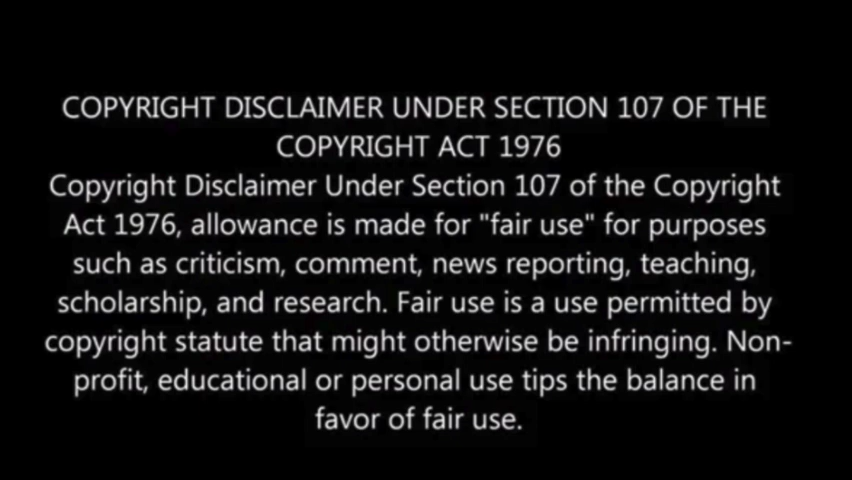 COPYRIGHT DISCLAIMER UNDER SECTION 107 OF THE
COPYRIGHT ACT 1976
Copyright Disclaimer Under Section 107 of the Copyright
Act 1976, allowance is made for "fair use" for purposes
such as criticism, comment, news reporting, teaching,
scholarship, and research. Fair use is a use permitted by
copyright statute that might otherwise be infringing. Non-
profit, educational or personal use tips the balance in
favor of fair use.